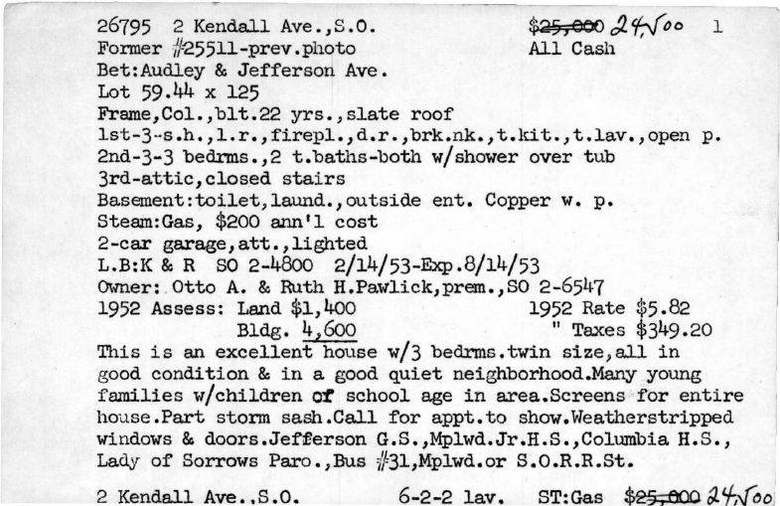 26795 2 Kendall Ave.,S.O. $25,000 24,500 1
Former #25511-prev.photo All Cash
Bet:Audley & Jefferson Ave.
Lot 59.44 x 125
Frame,Col.,blt.22 yrs.,slate roof
1st-3-s.h.,l.r.,firepl.,d.r.,brk.nk.,t.kit.,t.lav.,open p.
2nd-3-3 bedrms.,2 t.baths-both w/shower over tub
3rd-attic,closed stairs
Basement:toilet,laund.,outside ent. Copper w. p.
Steam:Gas, $200 ann'l cost
2-car garage,att.,lighted
L.B:K & R SO 2-4800 2/14/53-Exp.8/14/53
Owner: Otto A. & Ruth H.Pawlick,prem.,SO 2-6547
1952 Assess: Land $1,400 1952 Rate $5.82
Bldg. 4,600 " Taxes $349.20
This is an excellent house w/3 bedrms.twin size,all in
good condition & in a good quiet neighborhood.Many young
families w/children of school age in area.Screens for entire
house.Part storm sash.Call for appt.to show.Weatherstripped
windows & doors.Jefferson G.S.,Mplwd.Jr.H.S.,Columbia H.S.,
Lady of Sorrows Paro.,Bus #31,Mplwd.or S.O.R.R.St.
2 Kendall Ave.,S.O. 6-2-2 lav. ST:Gas $25,000 24,500